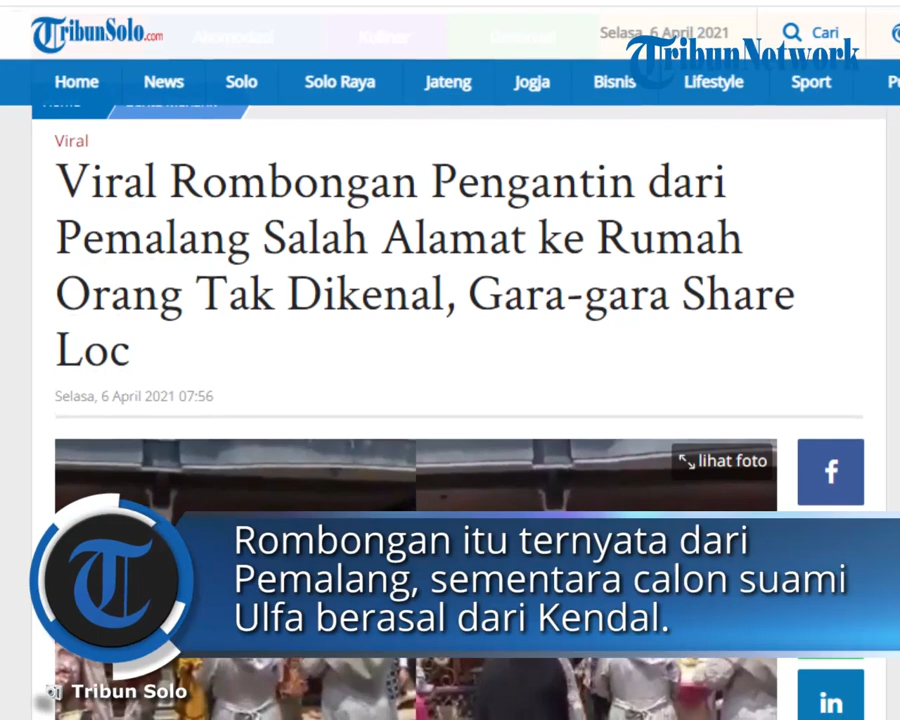 TribunSolo.com
Kuliner
Selasa, 6 April 2021
Cari
TribunNetwork
Home News Solo Solo Raya Jateng Jogja Bisnis Lifestyle Sport
Viral
Viral Rombongan Pengantin dari
Pemalang Salah Alamat ke Rumah
Orang Tak Dikenal, Gara-gara Share
Loc
Selasa, 6 April 2021 07:56
lihat foto
f
Rombongan itu ternyata dari
Pemalang, sementara calon suami
Ulfa berasal dari Kendal.
T
Tribun Solo
in